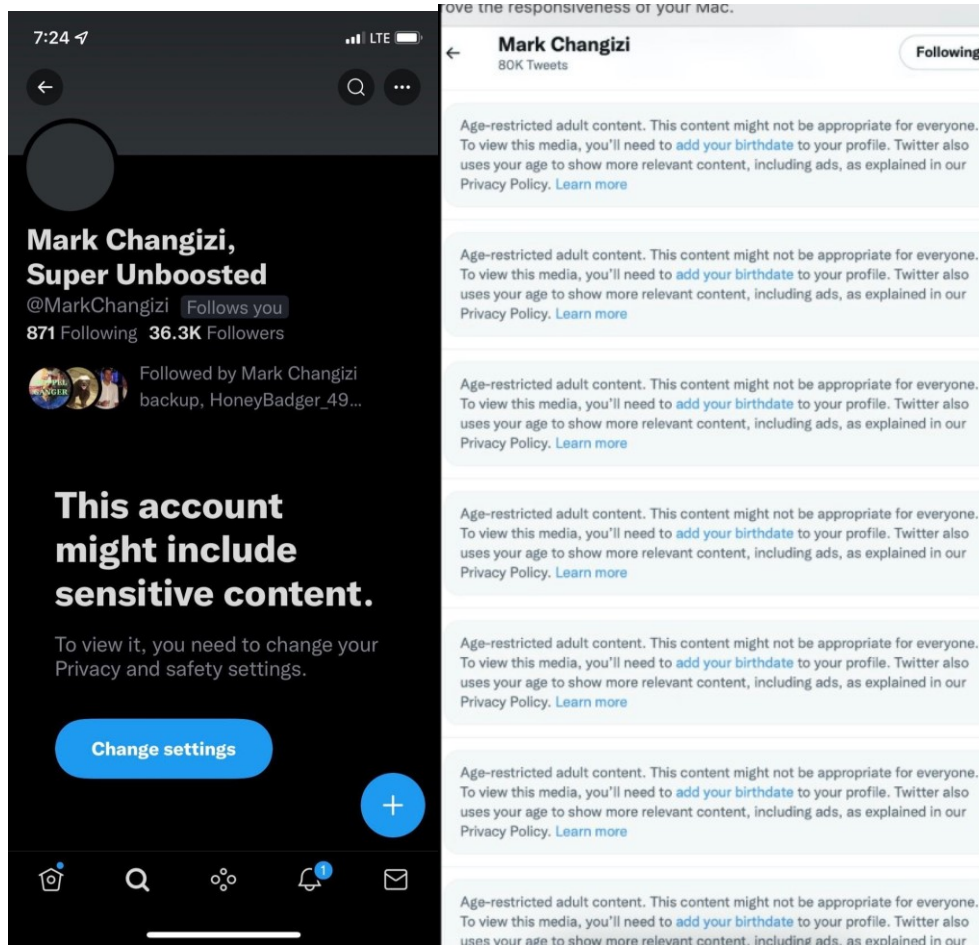 7:24
LTE
Mark Changizi,
Super Unboosted
@MarkChangizi Follows you
871 Following 36.3K Followers
Followed by Mark Changizi
backup, HoneyBadger_49...
This account
might include
sensitive content.
To view it, you need to change your
Privacy and safety settings.
Change settings
+
1
ove the responsiveness of your Mac.
Mark Changizi
80K Tweets
Following
Age-restricted adult content. This content might not be appropriate for everyone.
To view this media, you'll need to add your birthdate to your profile. Twitter also
uses your age to show more relevant content, including ads, as explained in our
Privacy Policy. Learn more
Age-restricted adult content. This content might not be appropriate for everyone.
To view this media, you'll need to add your birthdate to your profile. Twitter also
uses your age to show more relevant content, including ads, as explained in our
Privacy Policy. Learn more
Age-restricted adult content. This content might not be appropriate for everyone.
To view this media, you'll need to add your birthdate to your profile. Twitter also
uses your age to show more relevant content, including ads, as explained in our
Privacy Policy. Learn more
Age-restricted adult content. This content might not be appropriate for everyone.
To view this media, you'll need to add your birthdate to your profile. Twitter also
uses your age to show more relevant content, including ads, as explained in our
Privacy Policy. Learn more
Age-restricted adult content. This content might not be appropriate for everyone.
To view this media, you'll need to add your birthdate to your profile. Twitter also
uses your age to show more relevant content, including ads, as explained in our
Privacy Policy. Learn more
Age-restricted adult content. This content might not be appropriate for everyone.
To view this media, you'll need to add your birthdate to your profile. Twitter also
uses your age to show more relevant content, including ads, as explained in our
Privacy Policy. Learn more
Age-restricted adult content. This content might not be appropriate for everyone.
To view this media, you'll need to add your birthdate to your profile. Twitter also
uses your age to show more relevant content, including ads, as explained in our